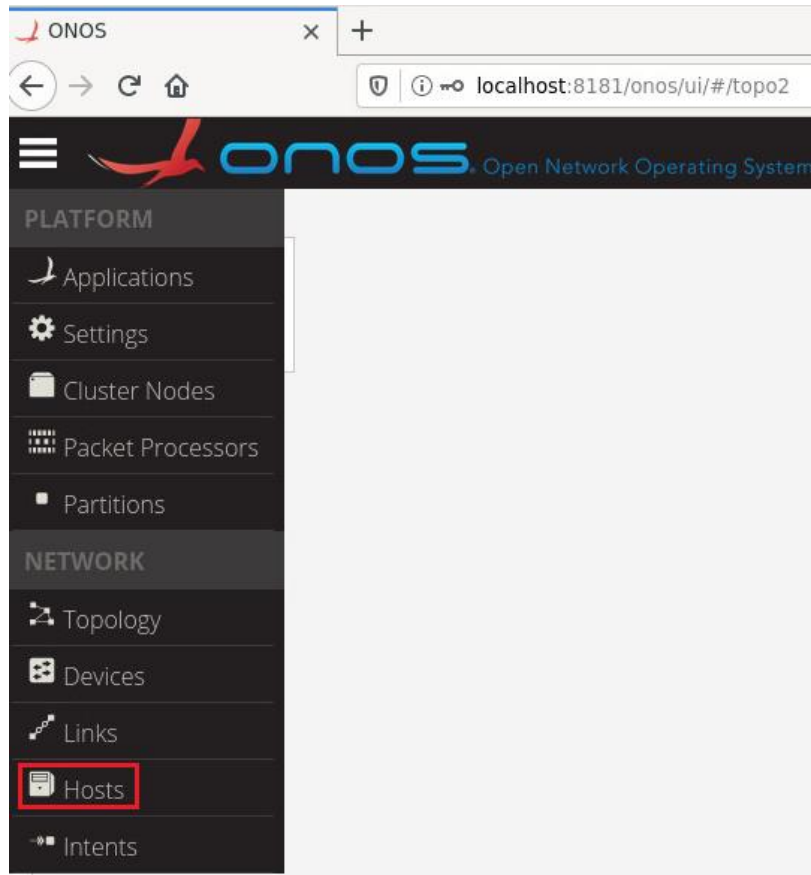 ONOS
localhost:8181/onos/ui/#/topo2
onos. Open Network Operating System
PLATFORM
Applications
Settings
Cluster Nodes
Packet Processors
Partitions
NETWORK
Topology
Devices
Links
Hosts
Intents